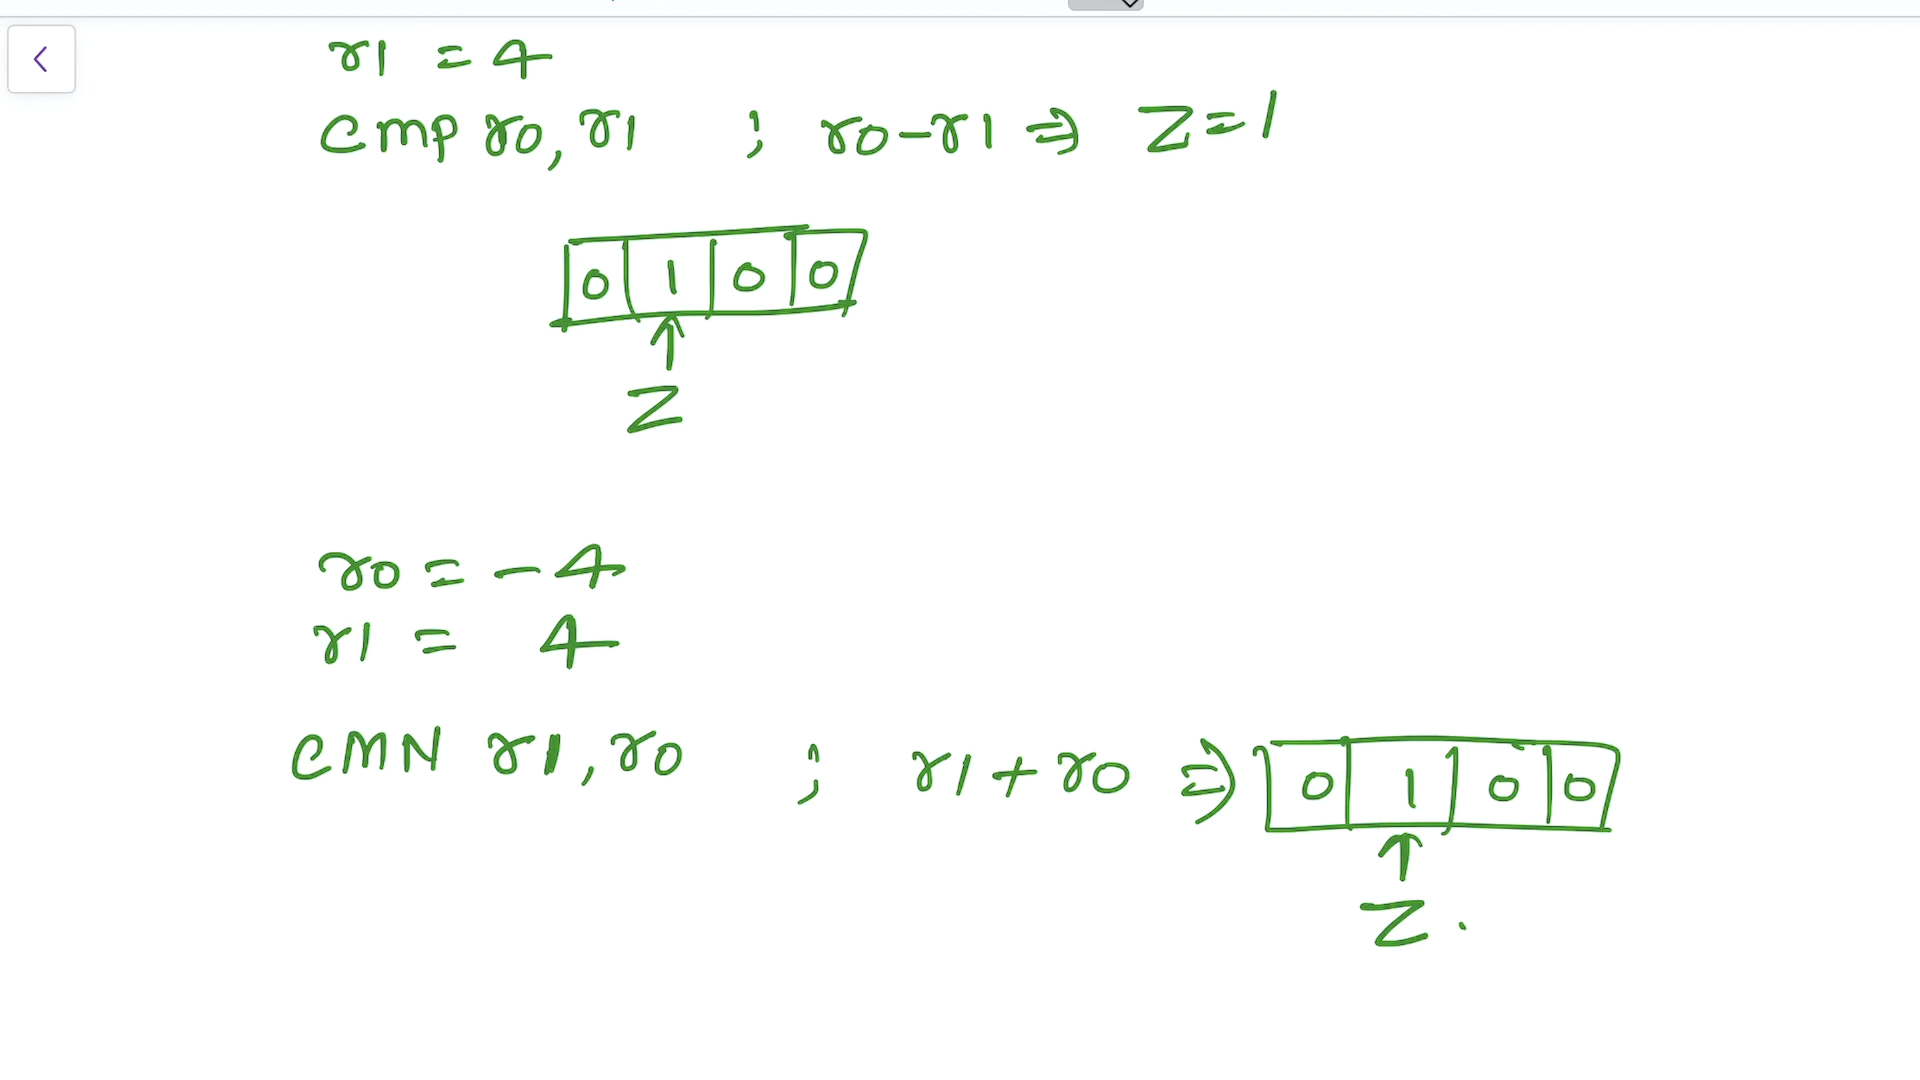 r1 = 4
cmp r0, r1 ; r0-r1 ⇒ Z=1
0 1 0 0
Z
r0 = -4
r1 = 4
CMN r1, r0 ; r1+r0 ⇒ 0 1 0 0
Z.